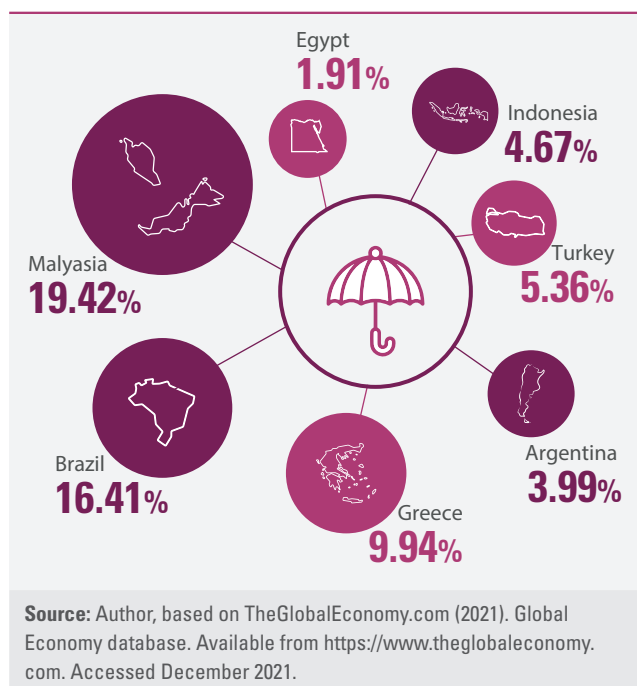 Egypt
1.91%
Indonesia
4.67%
Malyasia
19.42%
Turkey
5.36%
Brazil
16.41%
Argentina
3.99%
Greece
9.94%
Source: Author, based on TheGlobalEconomy.com (2021). Global
Economy database. Available from https://www.theglobaleconomy.
com. Accessed December 2021.